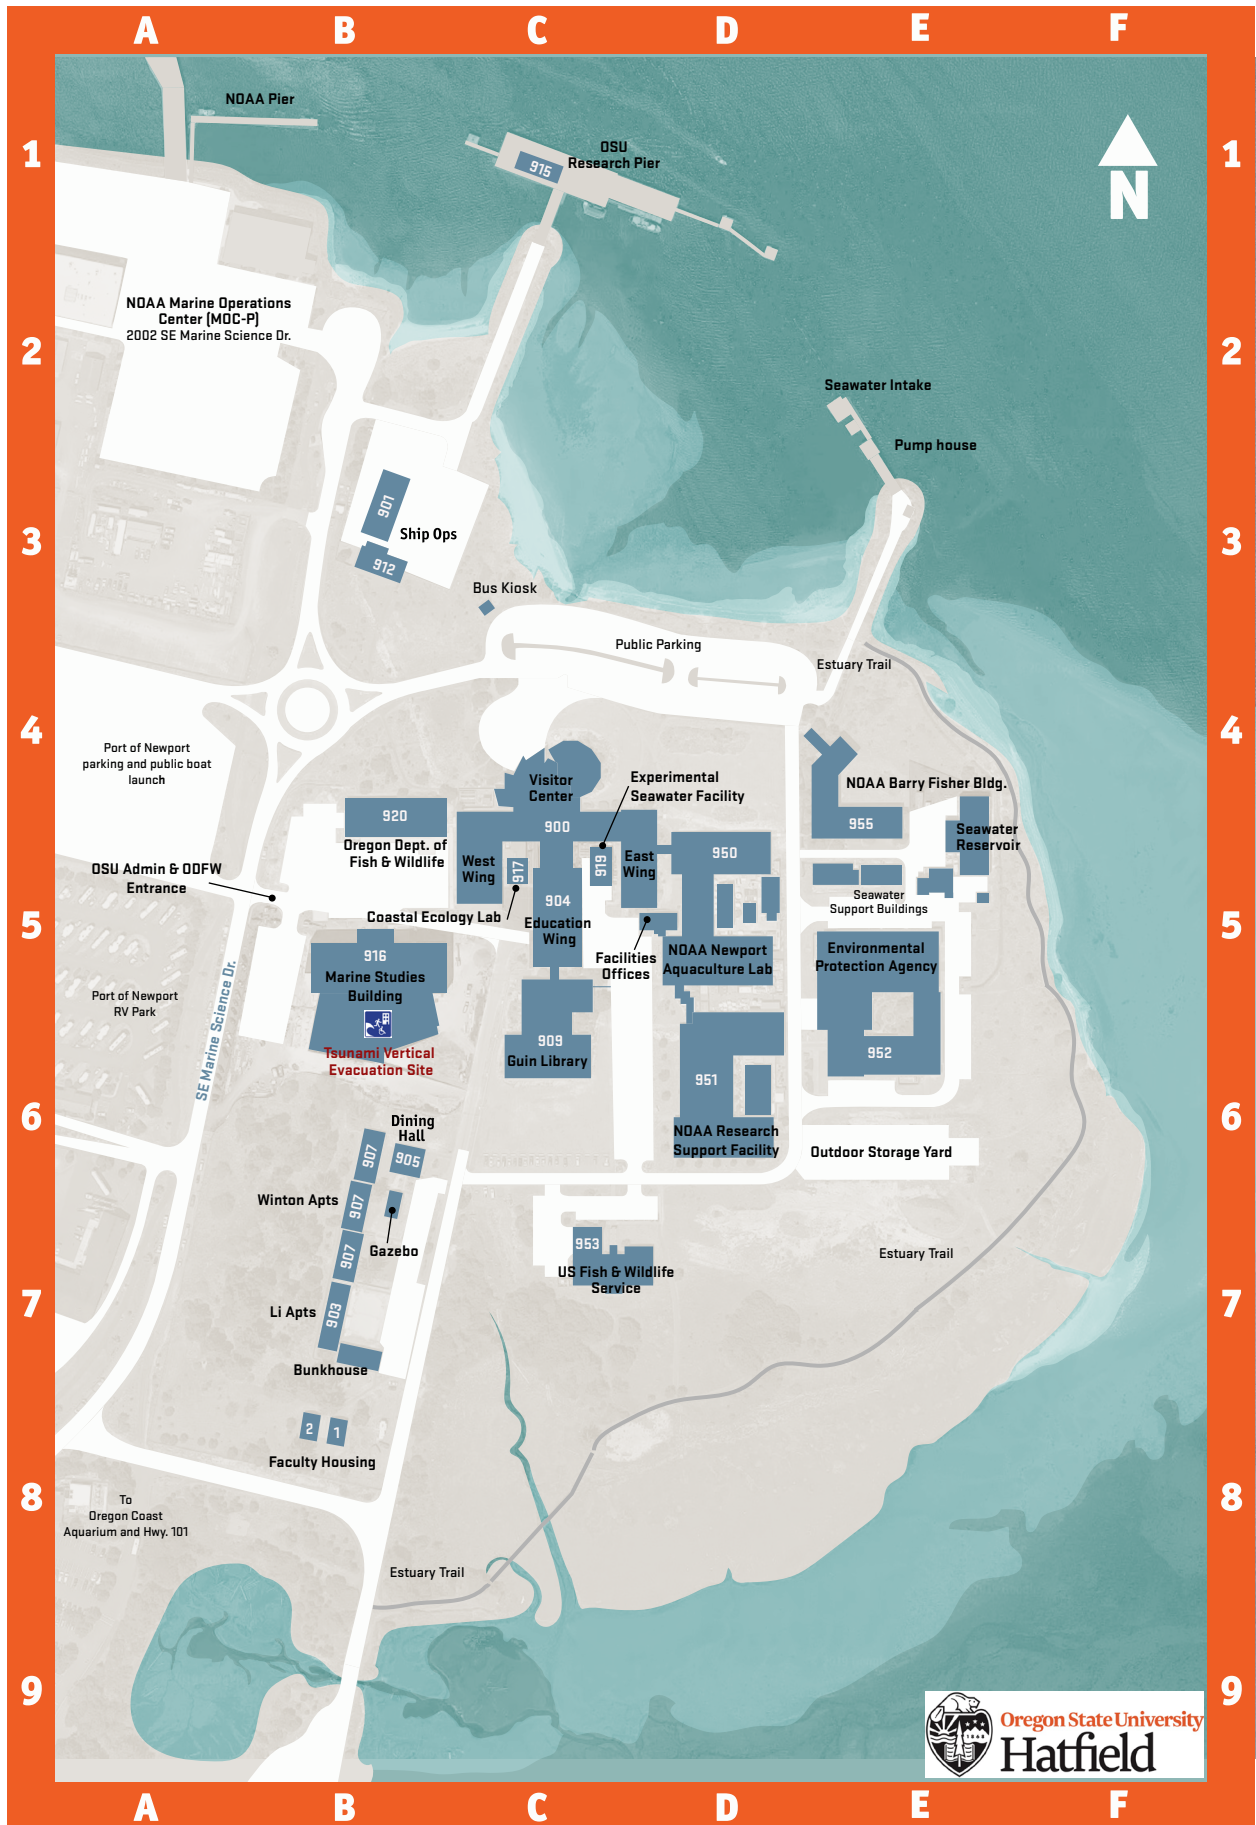 A
B
C
D
E
F
1
1
NOAA Pier
OSU
Research Pier
915
N
NOAA Marine Operations
Center (MOC-P)
2002 SE Marine Science Dr.
2
2
Seawater Intake
Pump house
901
Ship Ops
912
3
3
Bus Kiosk
Public Parking
Estuary Trail
4
4
Port of Newport
parking and public boat
launch
Visitor
Center
Experimental
Seawater Facility
NOAA Barry Fisher Bldg.
920
Oregon Dept. of
Fish & Wildlife
900
955
Seawater
Reservoir
West
Wing
917
919
East
Wing
950
OSU Admin & ODFW
Entrance
904
Education
Wing
Coastal Ecology Lab
Seawater
Support Buildings
5
5
916
Marine Studies
Building
Facilities
Offices
NOAA Newport
Aquaculture Lab
Environmental
Protection Agency
Port of Newport
RV Park
SE Marine Science Dr.
Tsunami Vertical
Evacuation Site
909
Guin Library
951
952
6
6
Dining
Hall
907
905
NOAA Research
Support Facility
Outdoor Storage Yard
Winton Apts
907
Gazebo
907
953
US Fish & Wildlife
Service
Estuary Trail
7
7
Li Apts
903
Bunkhouse
2
1
Faculty Housing
8
8
To
Oregon Coast
Aquarium and Hwy. 101
Estuary Trail
9
9
1868
Oregon State University
Hatfield
A
B
C
D
E
F